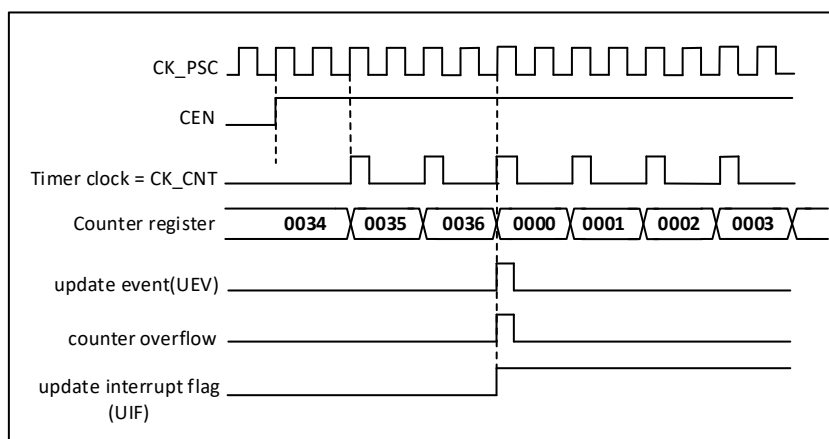 CK_PSC
CEN
Timer clock = CK_CNT
Counter register 0034 0035 0036 0000 0001 0002 0003
update event(UEV)
counter overflow
update interrupt flag
(UIF)